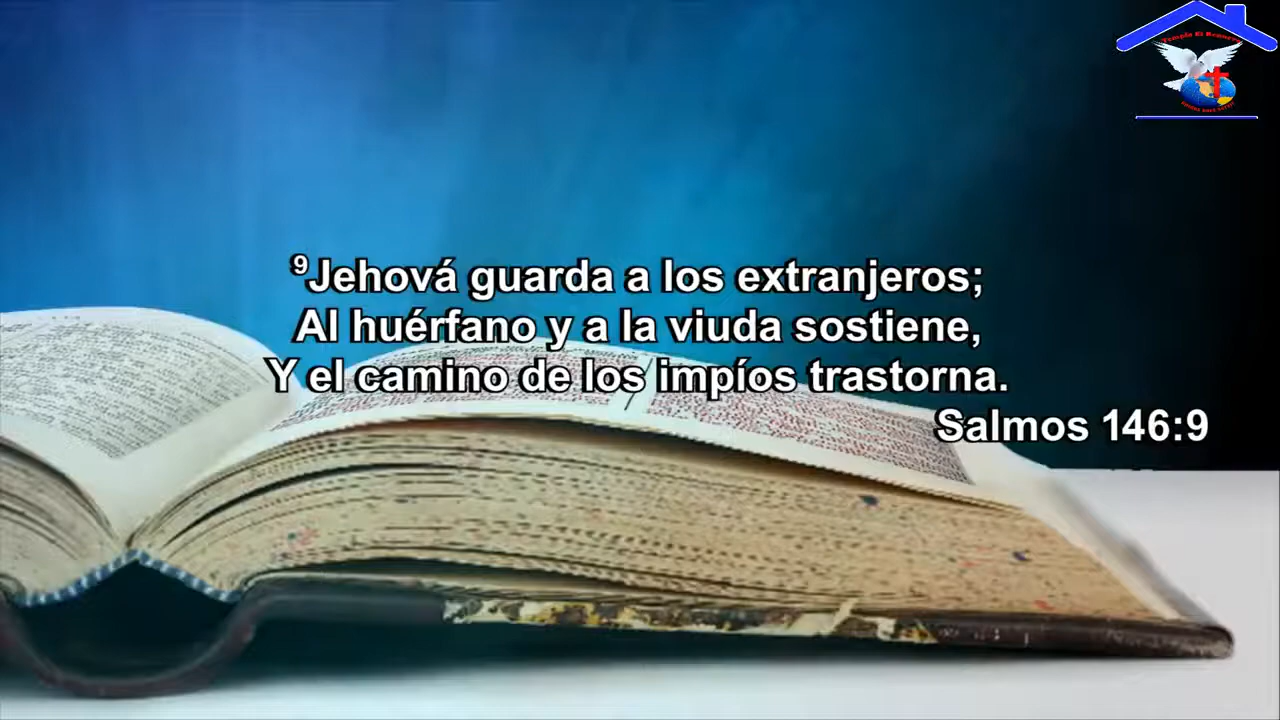 ⁹Jehová guarda a los extranjeros;
Al huérfano y a la viuda sostiene,
Y el camino de los impíos trastorna.
Salmos 146:9